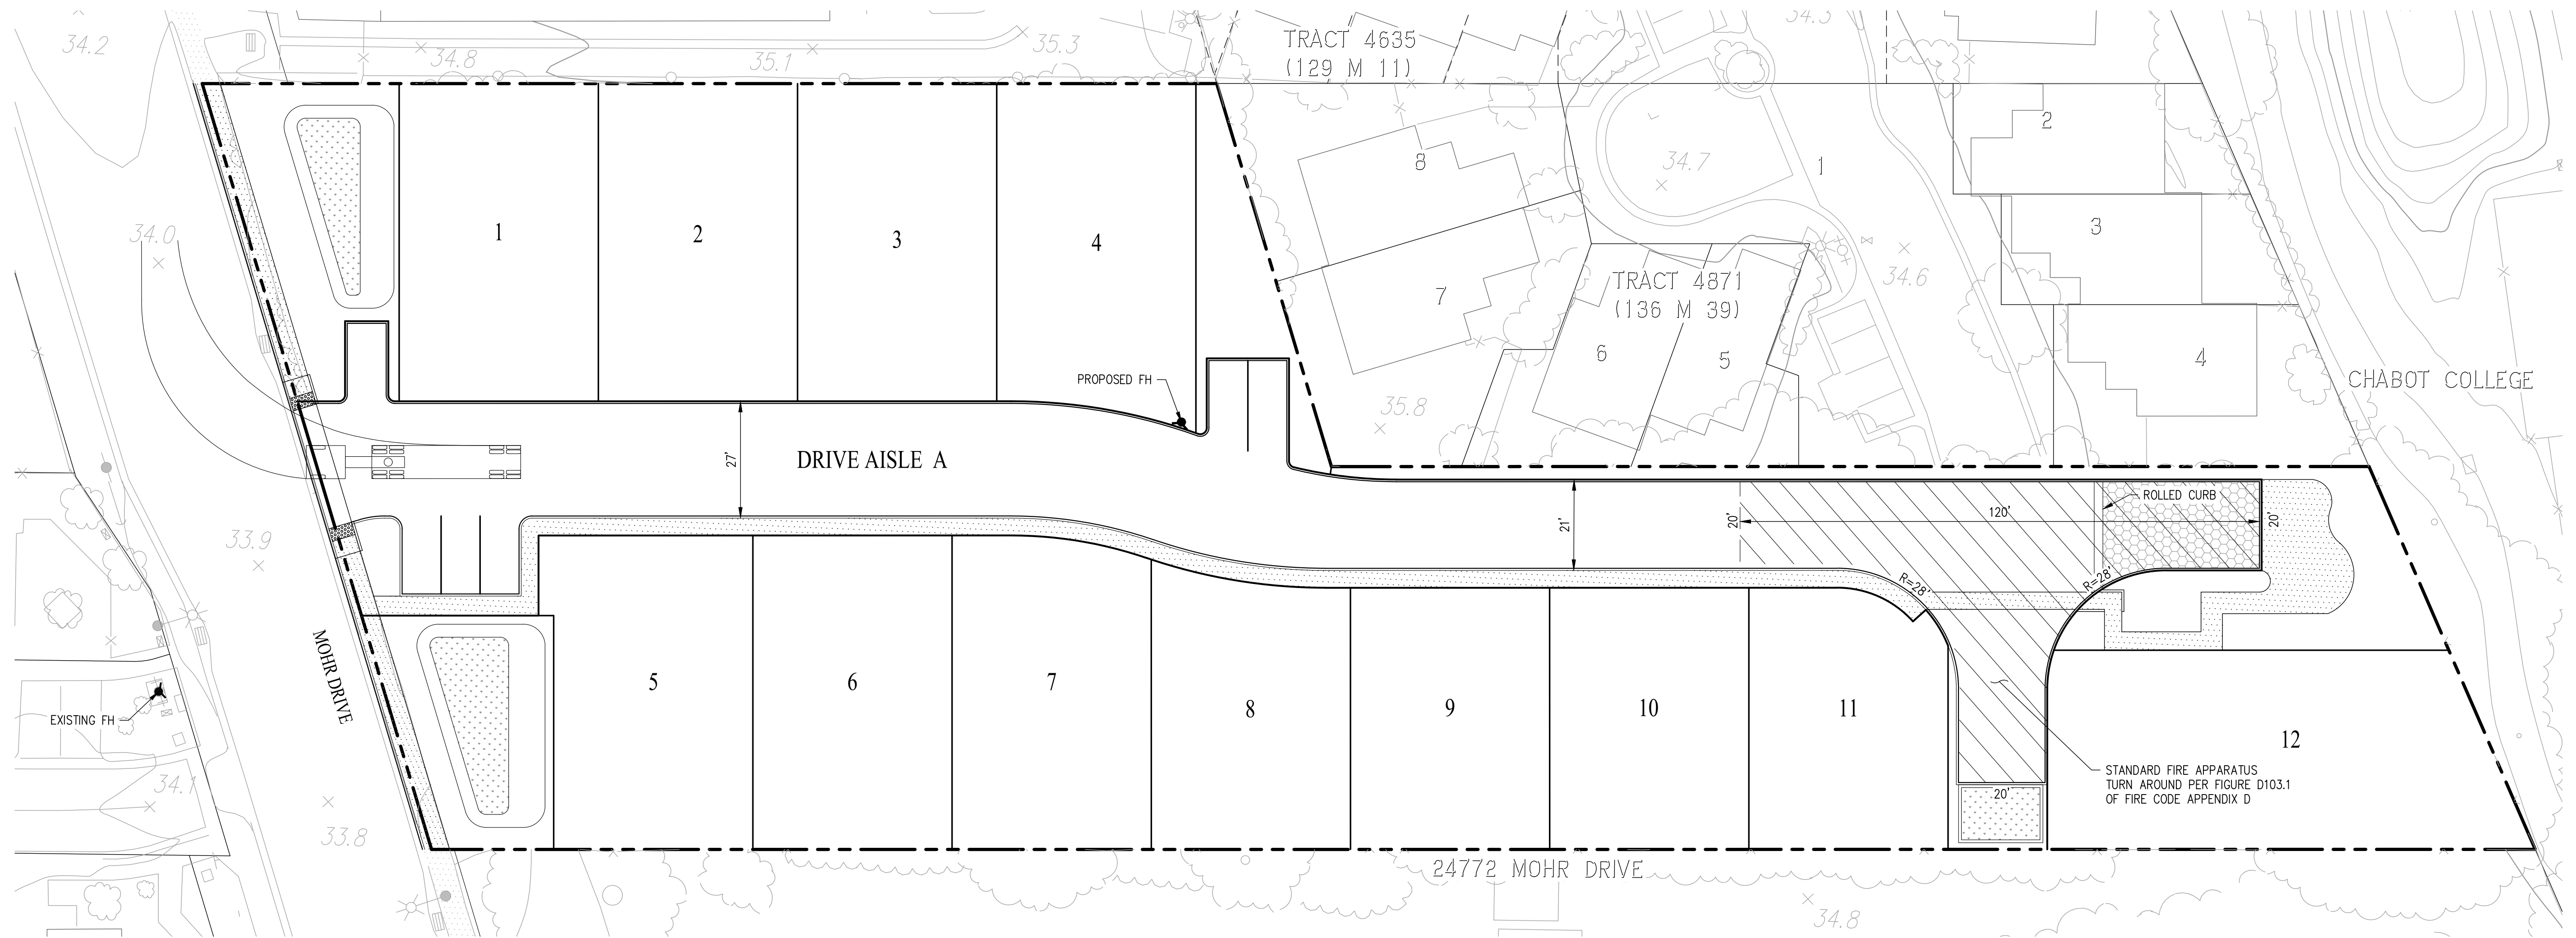 34.2
34.8
35.1
35.3
TRACT 4635
(129 M 11)
34.3
2
8
34.7
1
3
34.0
1
2
3
4
34.6
7
TRACT 4871
(136 M 39)
6
5
4
CHABOT COLLEGE
PROPOSED FH
35.8
27'
DRIVE AISLE A
ROLLED CURB
20'
120'
20'
21'
33.9
R=28'
R=28'
MOHR DRIVE
EXISTING FH
5
6
7
8
9
10
11
12
STANDARD FIRE APPARATUS
TURN AROUND PER FIGURE D103.1
OF FIRE CODE APPENDIX D
20'
34.1
33.8
24772 MOHR DRIVE
34.8